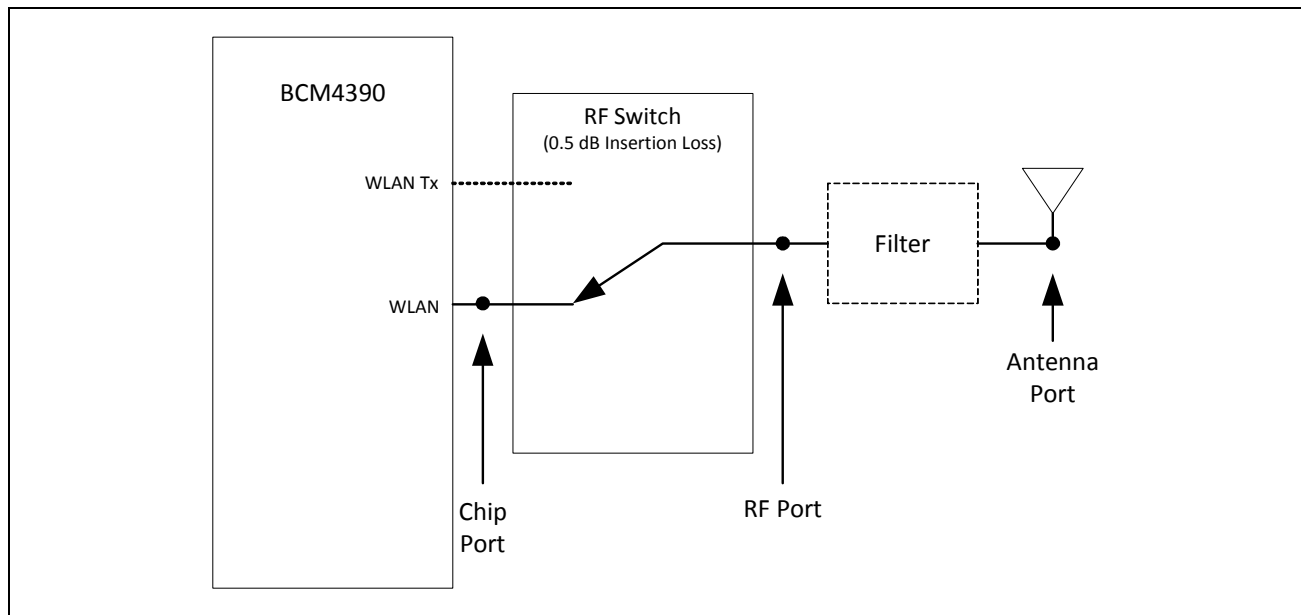 BCM4390
RF Switch
(0.5 dB Insertion Loss)
WLAN Tx
Filter
WLAN
Antenna
Port
Chip
Port
RF Port